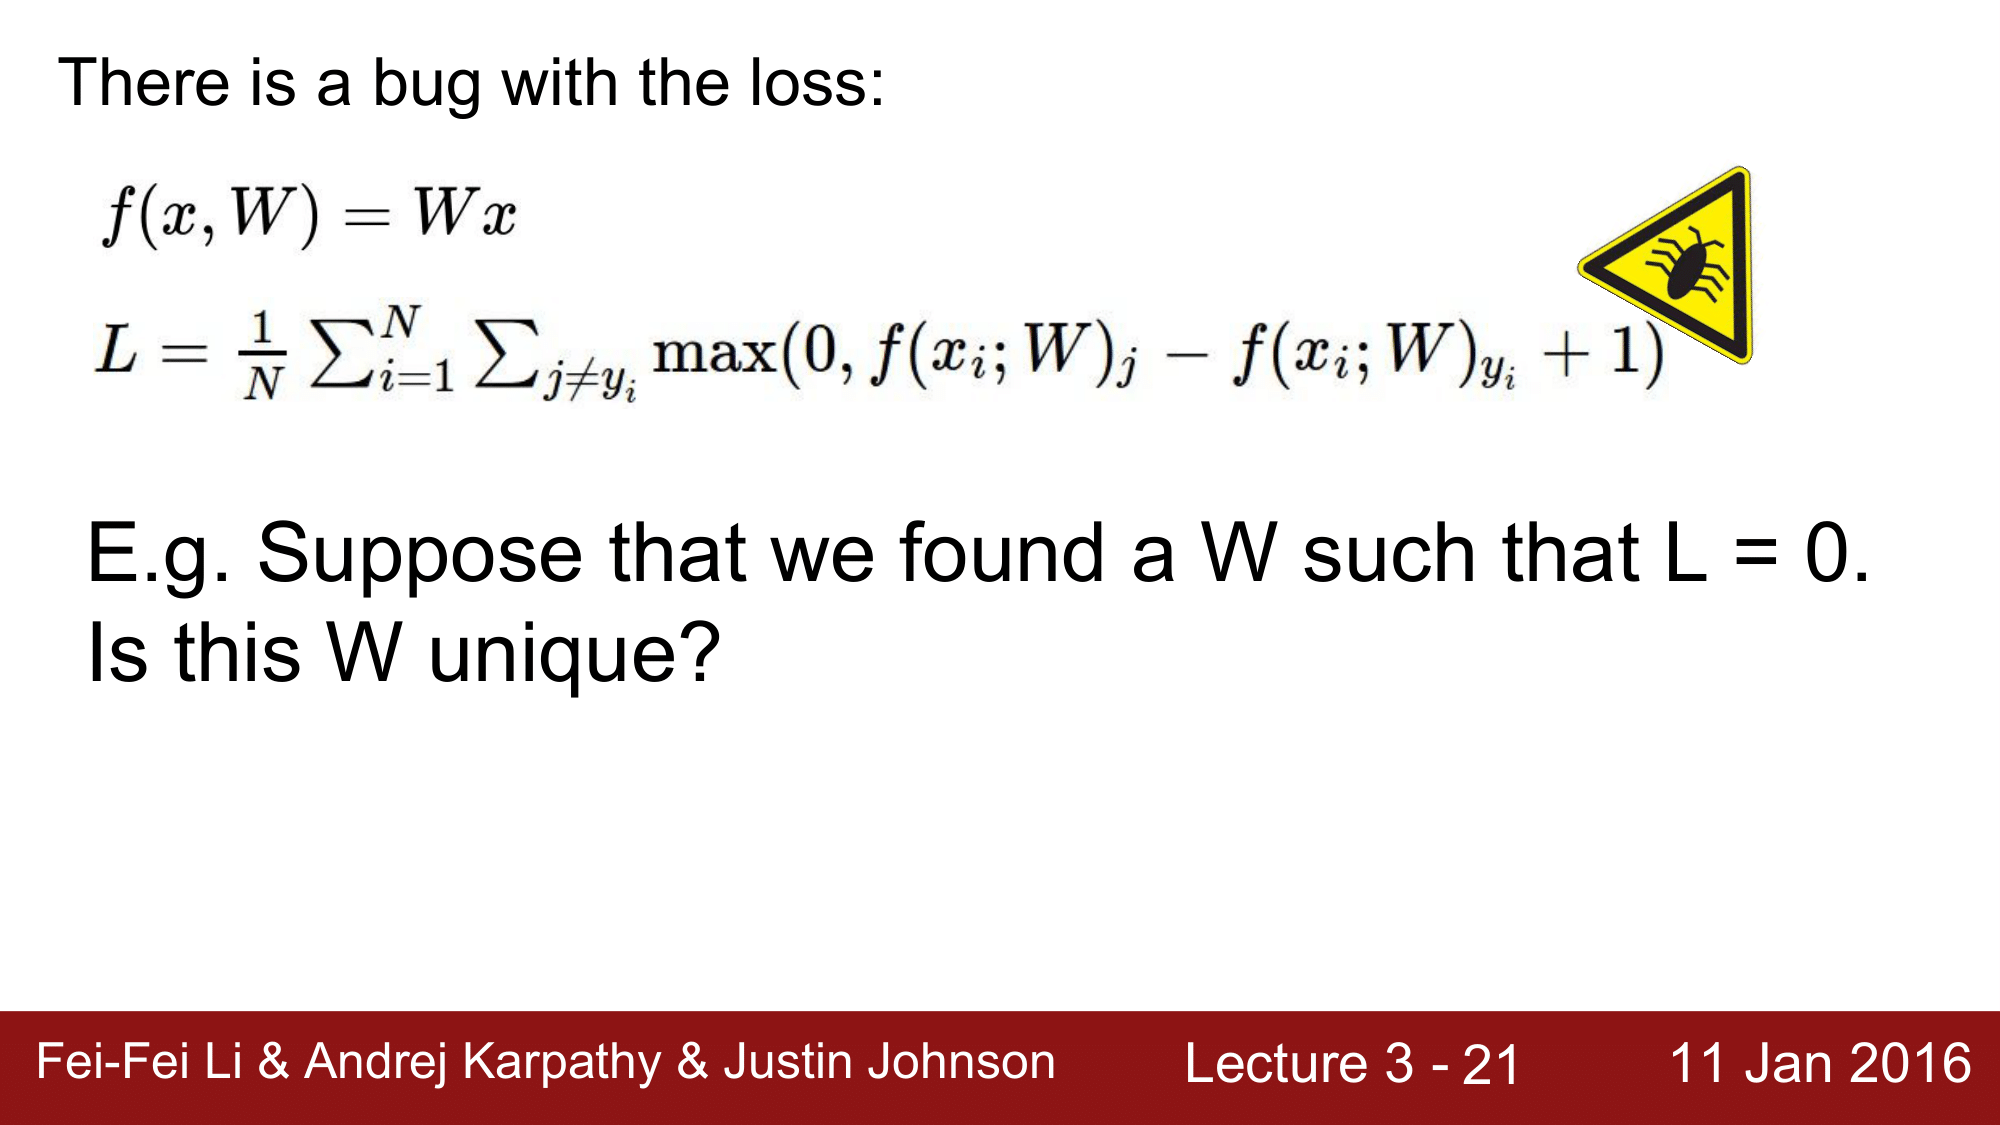 There is a bug with the loss:
f(x, W) = Wx
L = \frac{1}{N} \sum_{i=1}^{N} \sum_{j \neq y_i} \max(0, f(x_i; W)_j - f(x_i; W)_{y_i} + 1)
E.g. Suppose that we found a W such that L = 0.
Is this W unique?
Fei-Fei Li & Andrej Karpathy & Justin Johnson Lecture 3 - 21 11 Jan 2016